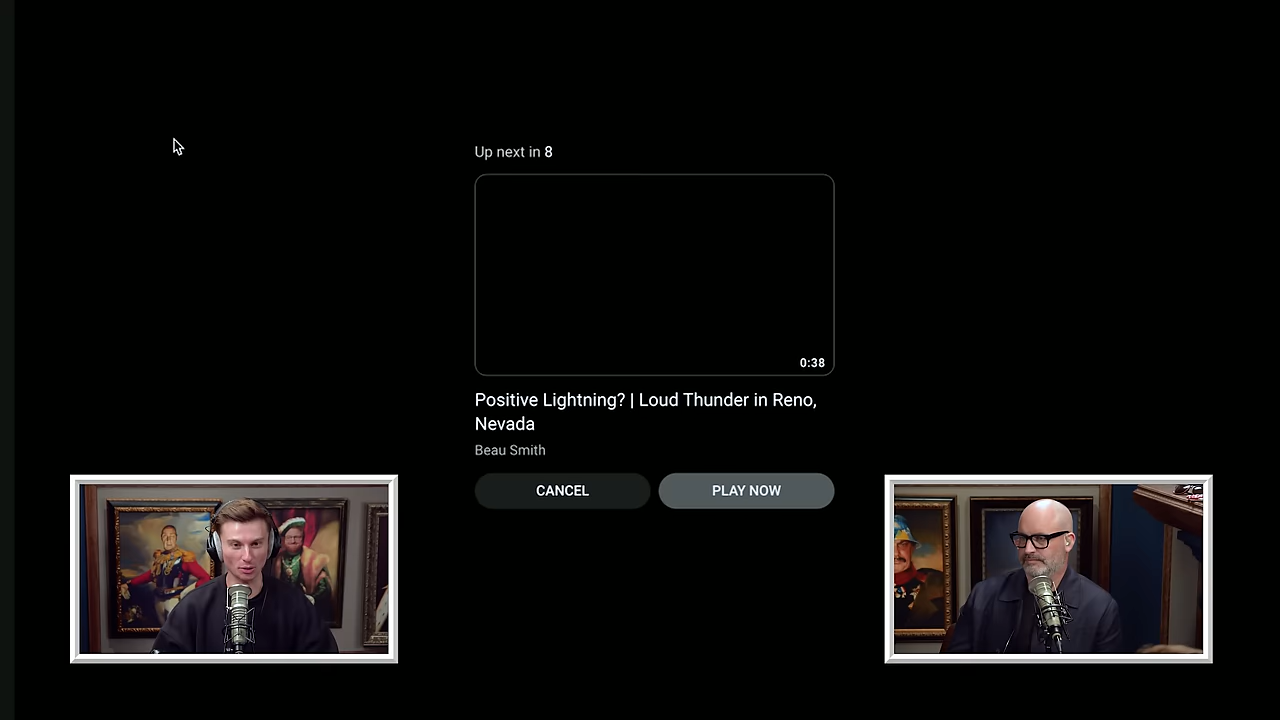 Up next in 8
0:38
Positive Lightning? | Loud Thunder in Reno,
Nevada
Beau Smith
CANCEL
PLAY NOW